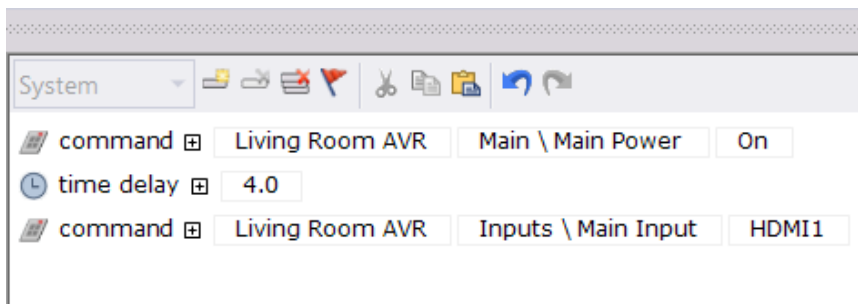 System
command Living Room AVR Main \ Main Power On
time delay 4.0
command Living Room AVR Inputs \ Main Input HDMI1